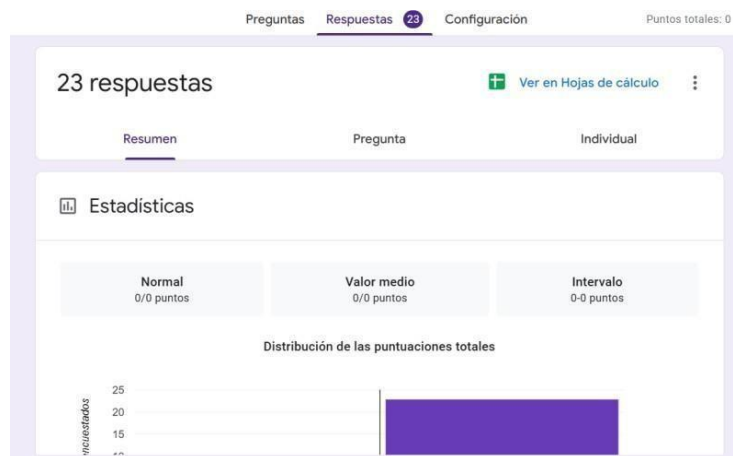 Preguntas Respuestas 23 Configuración Puntos totales: 0
23 respuestas Ver en Hojas de cálculo
Resumen Pregunta Individual
Estadísticas
Normal Valor medio Intervalo
0/0 puntos 0/0 puntos 0-0 puntos
Distribución de las puntuaciones totales
25
20
15